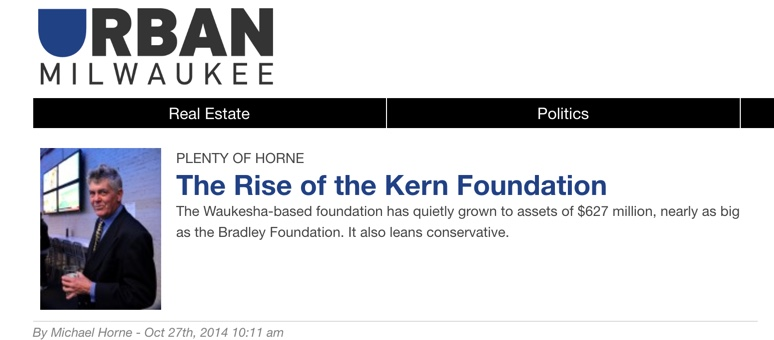 URBAN
MILWAUKEE
Real Estate
Politics
PLENTY OF HORNE
The Rise of the Kern Foundation
The Waukesha-based foundation has quietly grown to assets of $627 million, nearly as big
as the Bradley Foundation. It also leans conservative.
By Michael Horne - Oct 27th, 2014 10:11 am